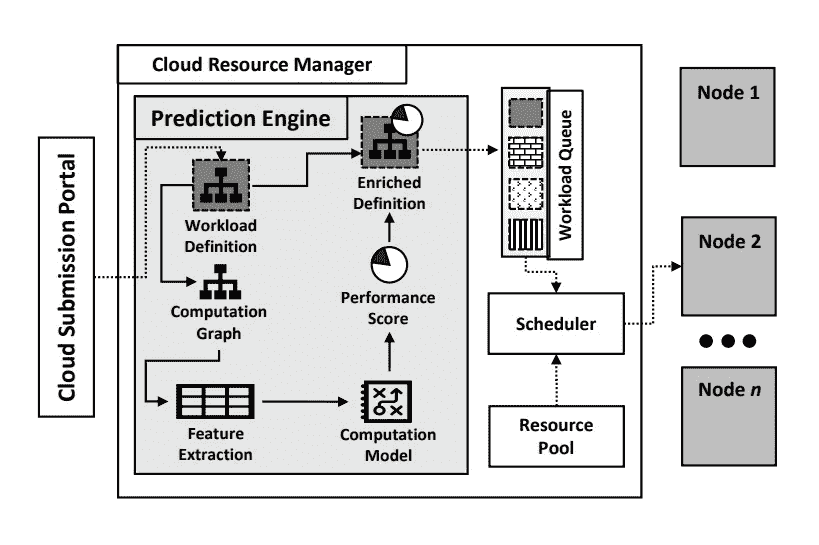 Cloud Resource Manager
Prediction Engine
Cloud Submission Portal
Workload
Definition
Computation
Graph
Feature
Extraction
Computation
Model
Performance
Score
Enriched
Definition
Workload Queue
Scheduler
Resource
Pool
Node 1
Node 2
Node n